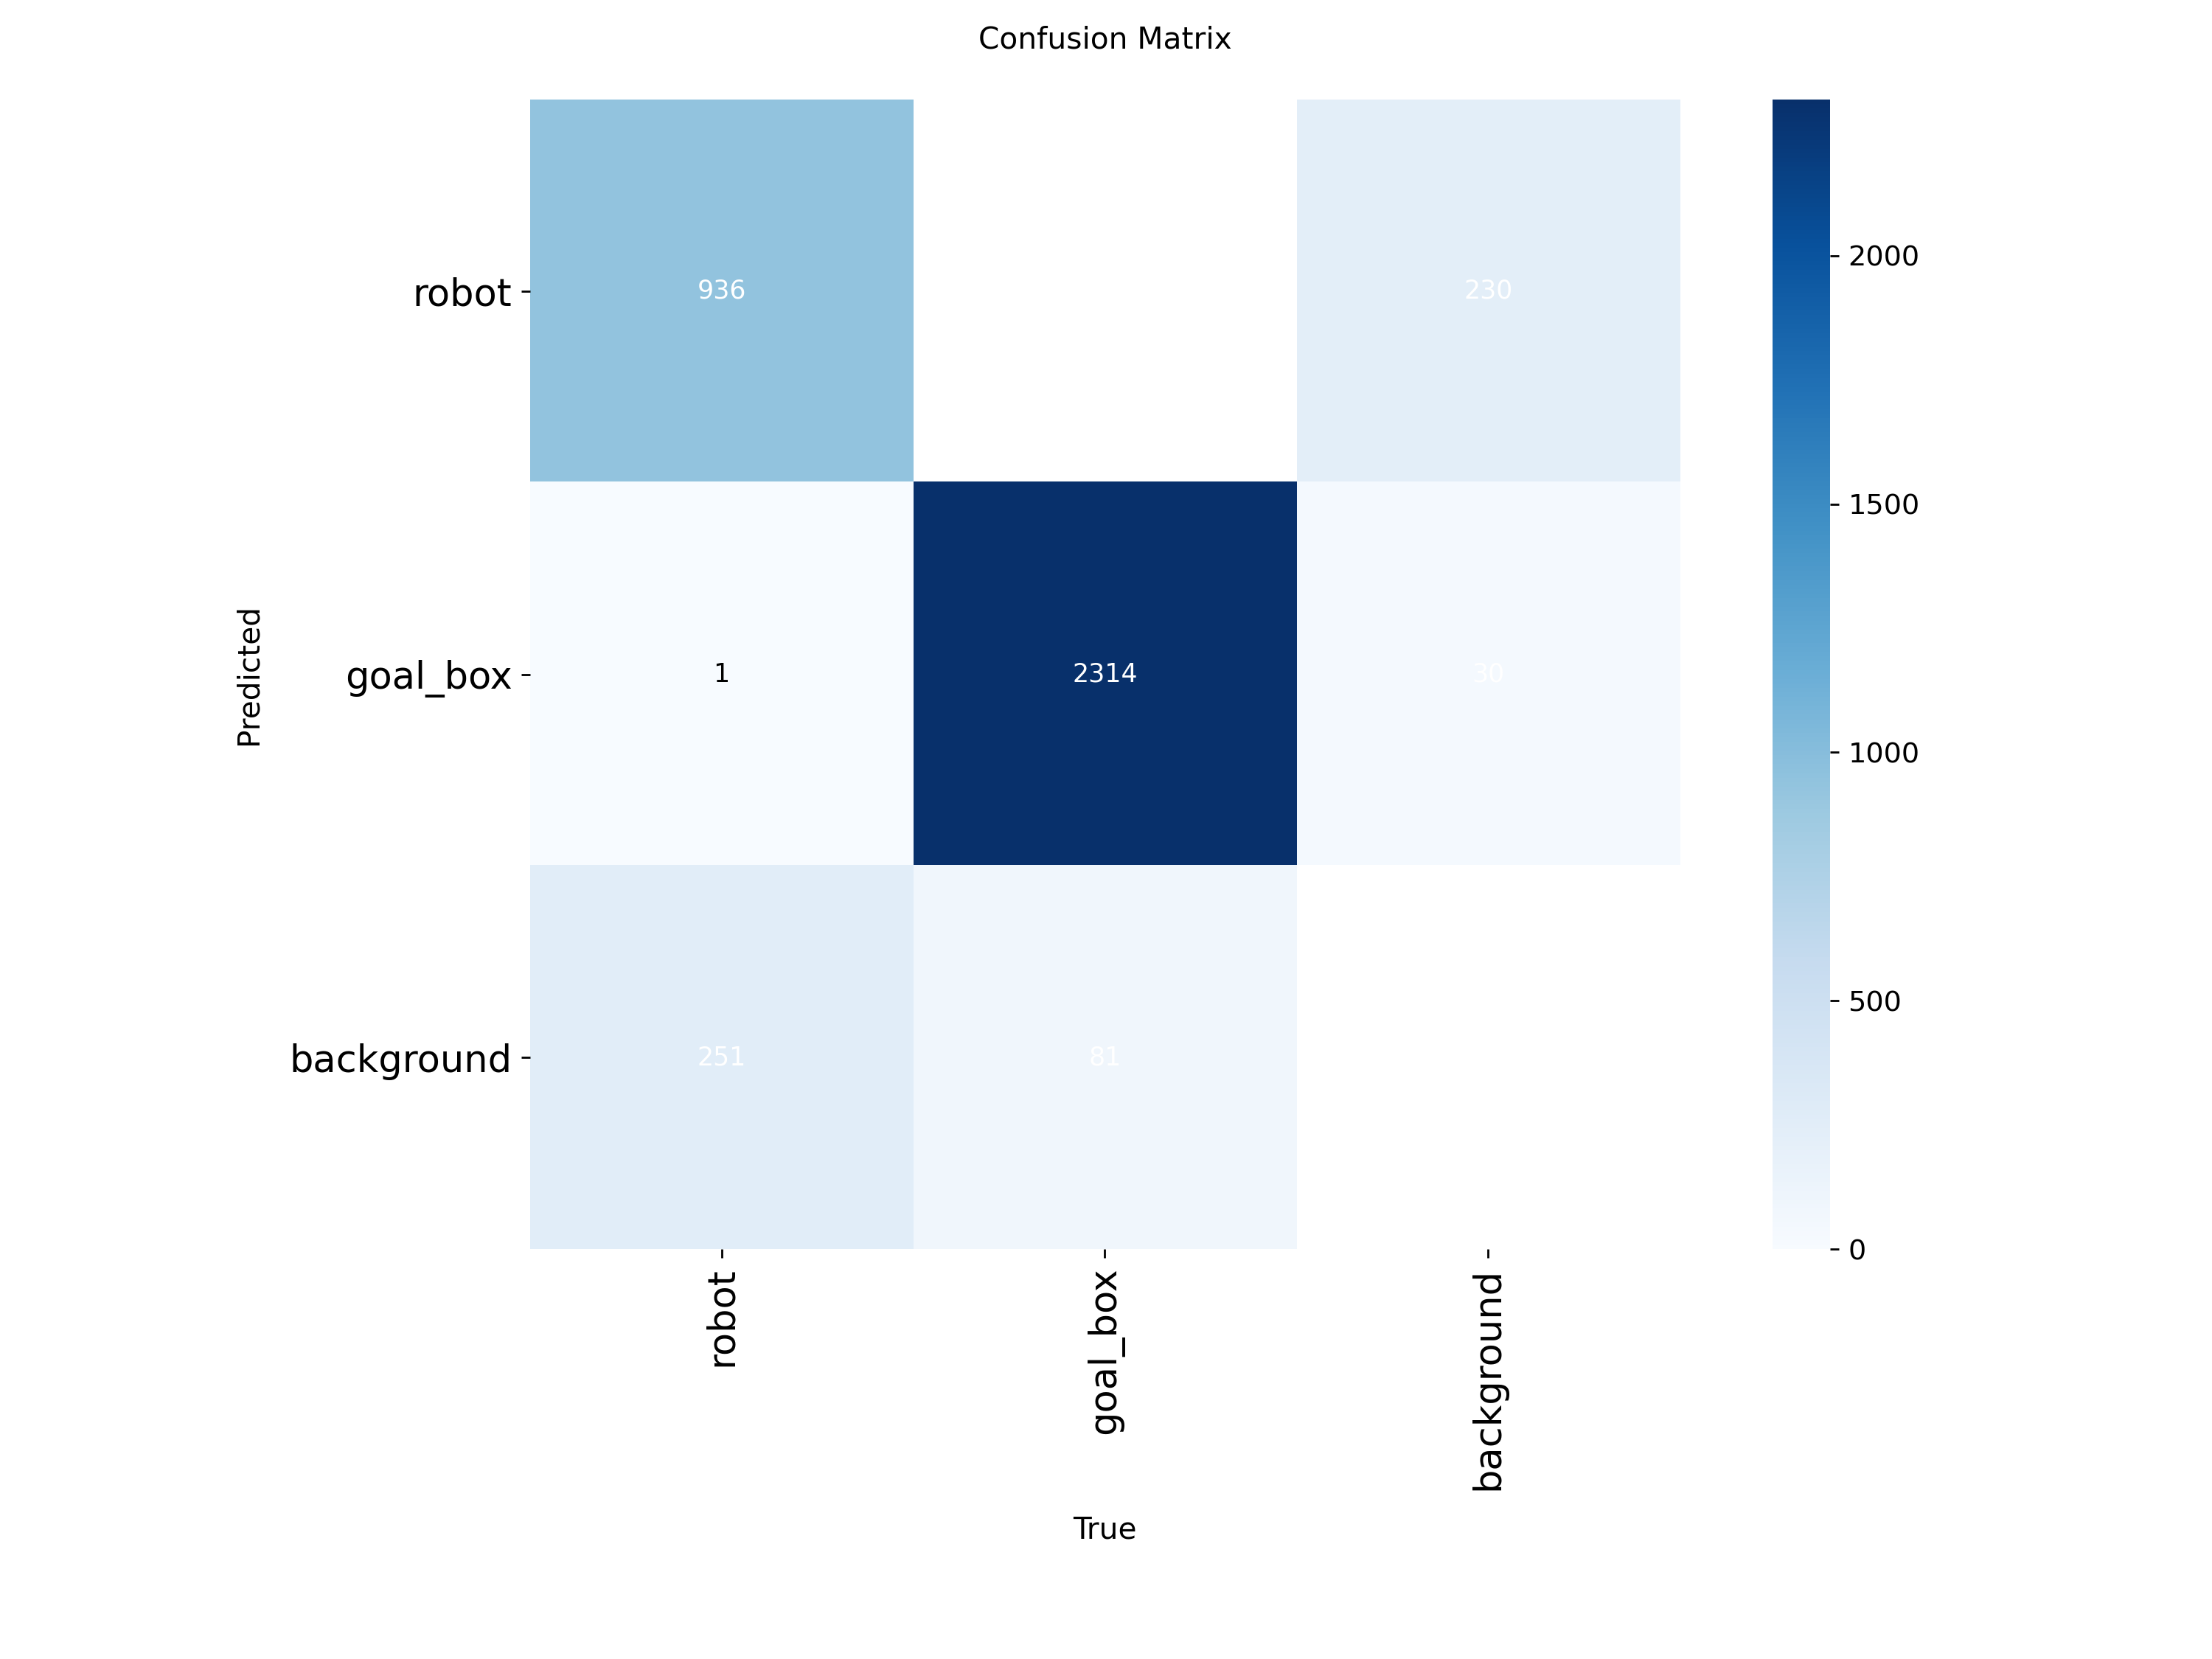 Confusion Matrix
robot
936
230
2000
1500
Predicted
goal_box
1
2314
30
1000
background
251
81
500
0
robot
goal_box
background
True